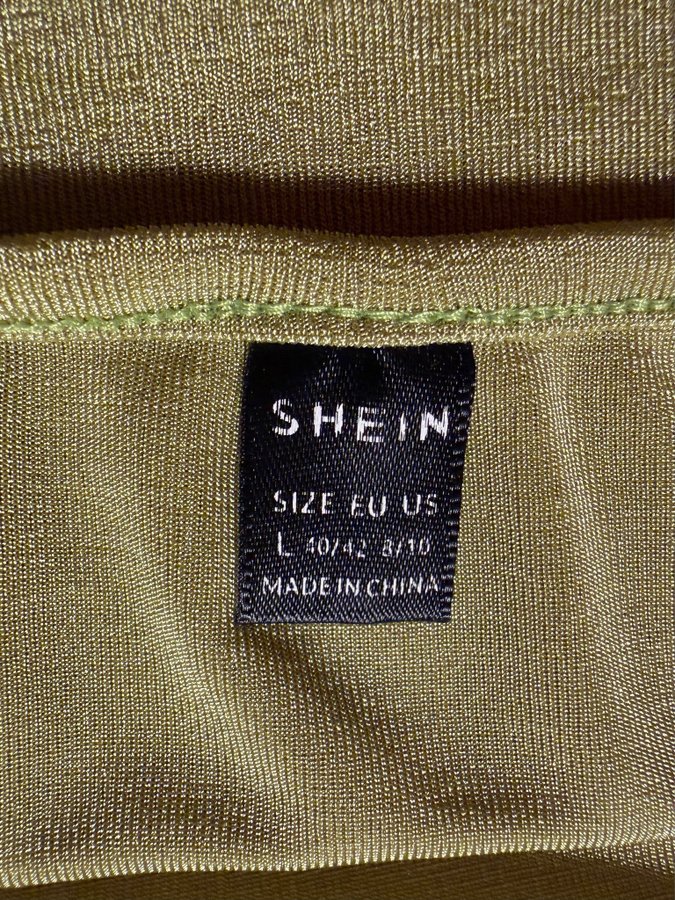 SHEIN
SIZE EU US
L 40/42 8/10
MADE IN CHINA